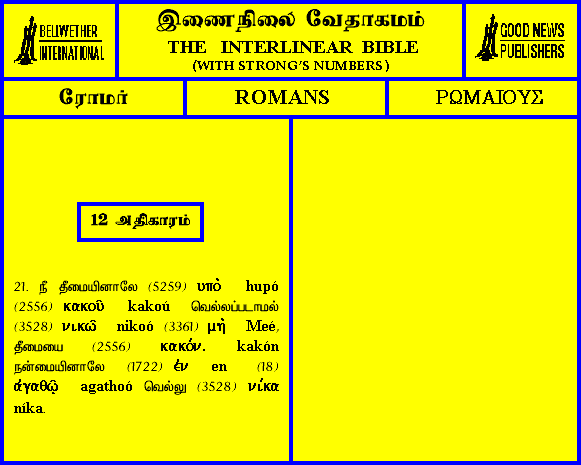 BELLWETHER
INTERNATIONAL
இணைநிலை வேதாகமம்
THE INTERLINEAR BIBLE
(WITH STRONG'S NUMBERS)
GOOD NEWS
PUBLISHERS
ரோமர்
ROMANS
ΡΩΜΑΙΟΥΣ
12 அதிகாரம்
21. நீ தீமையினாலே (5259) υπὸ hupó
(2556) κακοῦ kakoú வெல்லப்படாமல்
(3528) νικῶ nikoó (3361) μὴ Meé,
தீமையை (2556) κακόν. kakón
நன்மையினாலே (1722) ἐν en (18)
ἀγαθῷ agathoó வெல்லு (3528) νίκα
níka.